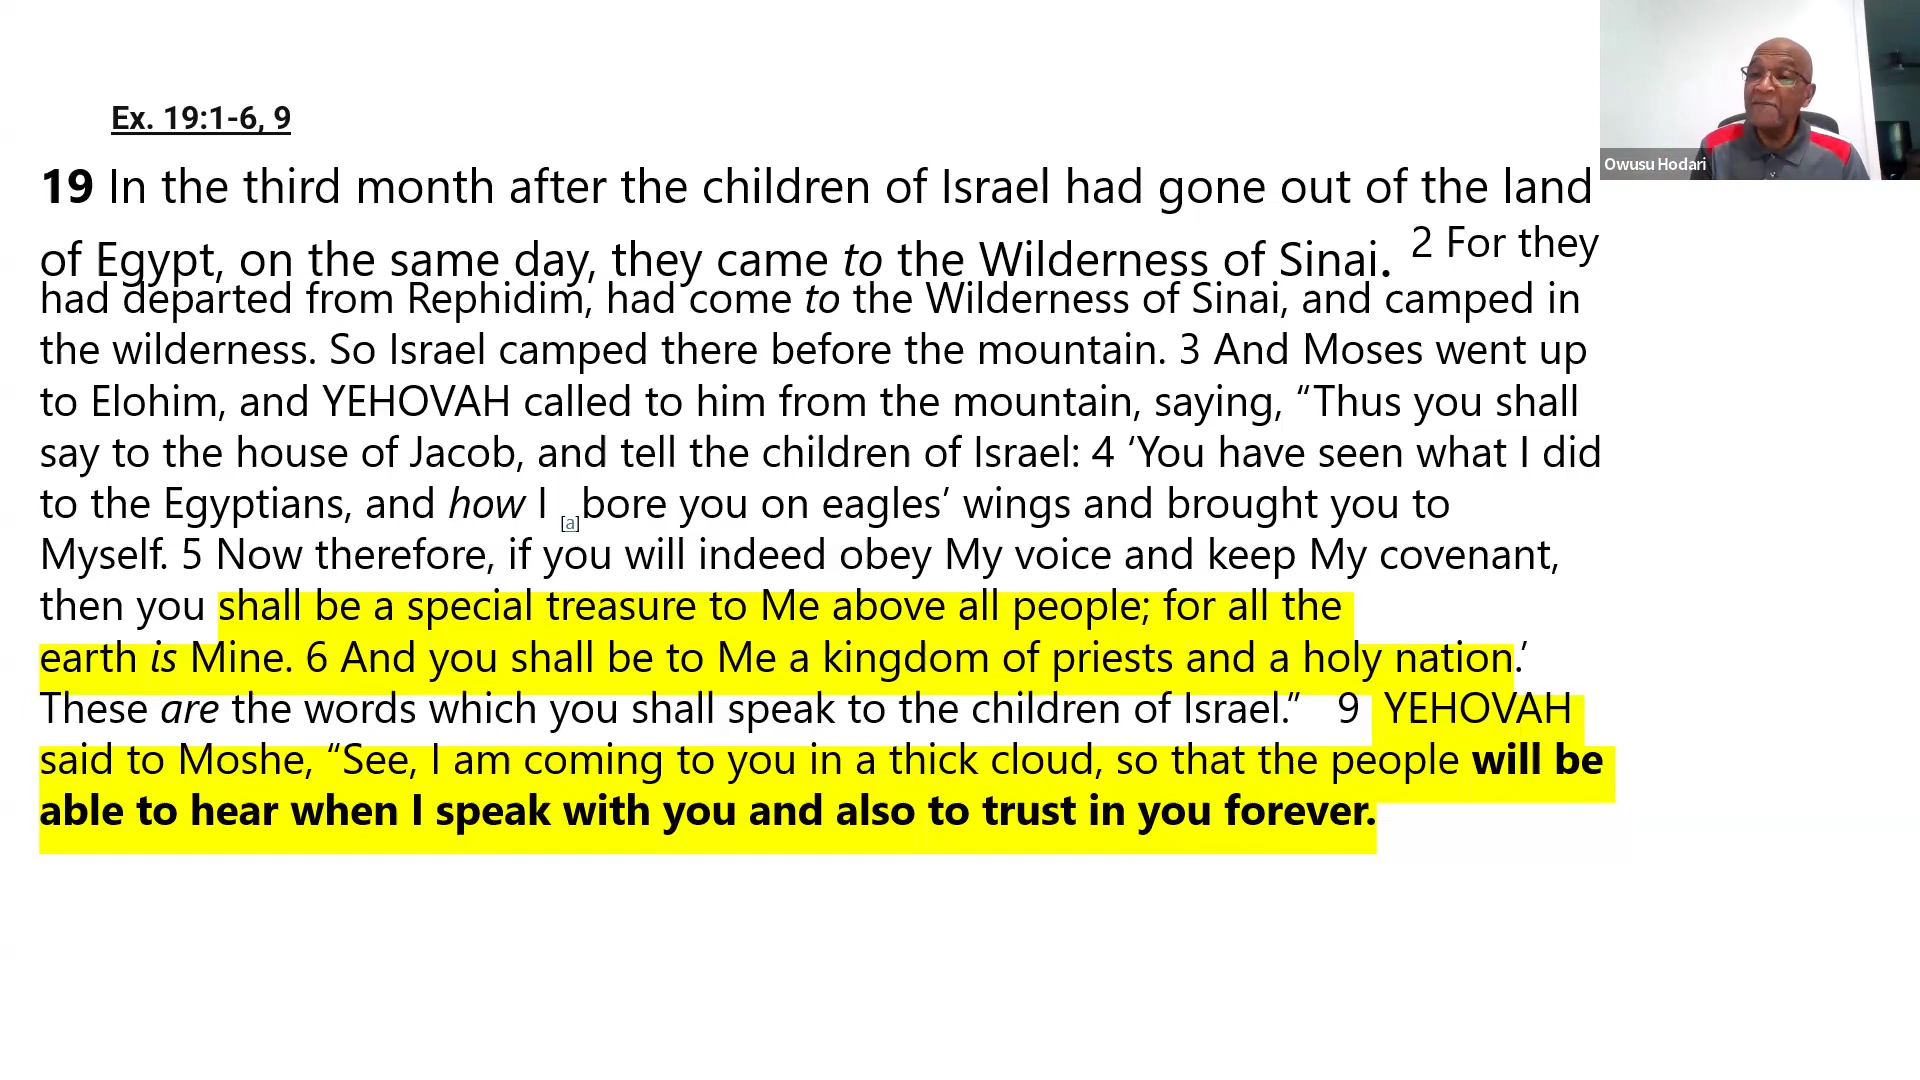 Ex. 19:1-6, 9
Owusu Hodari
19 In the third month after the children of Israel had gone out of the land
of Egypt, on the same day, they came to the Wilderness of Sinai. 2 For they
had departed from Rephidim, had come to the Wilderness of Sinai, and camped in
the wilderness. So Israel camped there before the mountain. 3 And Moses went up
to Elohim, and YEHOVAH called to him from the mountain, saying, “Thus you shall
say to the house of Jacob, and tell the children of Israel: 4 ‘You have seen what I did
to the Egyptians, and how I [a]bore you on eagles’ wings and brought you to
Myself. 5 Now therefore, if you will indeed obey My voice and keep My covenant,
then you shall be a special treasure to Me above all people; for all the
earth is Mine. 6 And you shall be to Me a kingdom of priests and a holy nation.’
These are the words which you shall speak to the children of Israel.” 9 YEHOVAH
said to Moshe, “See, I am coming to you in a thick cloud, so that the people will be
able to hear when I speak with you and also to trust in you forever.